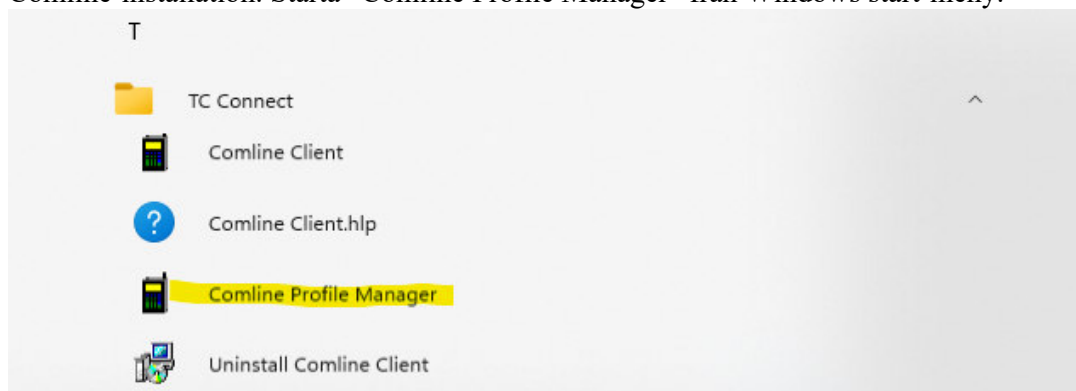 Comline-installation. Starta "Comline Profile Manager" från Windows start meny.
T
TC Connect
Comline Client
Comline Client.hlp
Comline Profile Manager
Uninstall Comline Client